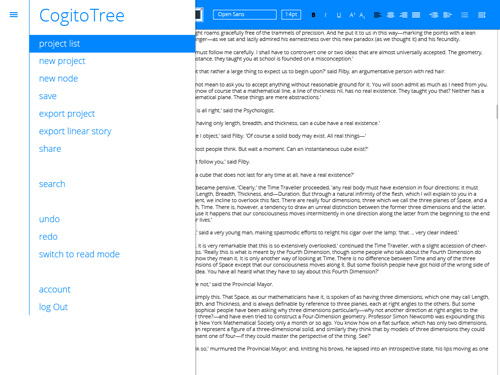 CogitoTree
Open Sans
14pt
B I U
project list
new project
new node
save
export project
export linear story
share
search
undo
redo
switch to read mode
account
log Out
ght roams gracefully free of the trammels of precision. And he put it to us in this way—marking the points with a lean
nger—as we sat and lazily admired his earnestness over this new paradox (as we thought it) and his fecundity.
must follow me carefully. I shall have to controvert one or two ideas that are almost universally accepted. The geometry,
stance, they taught you at school is founded on a misconception.'
t that rather a large thing to expect us to begin upon?' said Filby, an argumentative person with red hair.
not mean to ask you to accept anything without reasonable ground for it. You will soon admit as much as I need from you.
now of course that a mathematical line, a line of thickness nil, has no real existence. They taught you that? Neither has a
ematical plane. These things are mere abstractions.'
is all right,' said the Psychologist.
having only length, breadth, and thickness, can a cube have a real existence.'
e I object,' said Filby. 'Of course a solid body may exist. All real things—'
ost people think. But wait a moment. Can an instantaneous cube exist?'
t follow you,' said Filby.
a cube that does not last for any time at all, have a real existence?'
became pensive. 'Clearly,' the Time Traveller proceeded, 'any real body must have extension in four directions: it must
Length, Breadth, Thickness, and—Duration. But through a natural infirmity of the flesh, which I will explain to you in a
ent, we incline to overlook this fact. There are really four dimensions, three which we call the three planes of Space, and a
h, Time. There is, however, a tendency to draw an unreal distinction between the former three dimensions and the latter,
use it happens that our consciousness moves intermittently in one direction along the latter from the beginning to the end
r lives.'
' said a very young man, making spasmodic efforts to relight his cigar over the lamp; 'that ... very clear indeed.'
, it is very remarkable that this is so extensively overlooked,' continued the Time Traveller, with a slight accession of cheer-
ss. 'Really this is what is meant by the Fourth Dimension, though some people who talk about the Fourth Dimension do
now they mean it. It is only another way of looking at Time. There is no difference between Time and any of the three
nsions of Space except that our consciousness moves along it. But some foolish people have got hold of the wrong side of
dea. You have all heard what they have to say about this Fourth Dimension?'
ve not,' said the Provincial Mayor.
imply this. That Space, as our mathematicians have it, is spoken of as having three dimensions, which one may call Length,
th, and Thickness, and is always definable by reference to three planes, each at right angles to the others. But some
sophical people have been asking why three dimensions particularly—why not another direction at right angles to the
three?—and have even tried to construct a Four-Dimension geometry. Professor Simon Newcomb was expounding this
e New York Mathematical Society only a month or so ago. You know how on a flat surface, which has only two dimensions,
an represent a figure of a three-dimensional solid, and similarly they think that by models of three dimensions they could
sent one of four—if they could master the perspective of the thing. See?'
k so,' murmured the Provincial Mayor; and, knitting his brows, he lapsed into an introspective state, his lips moving as one